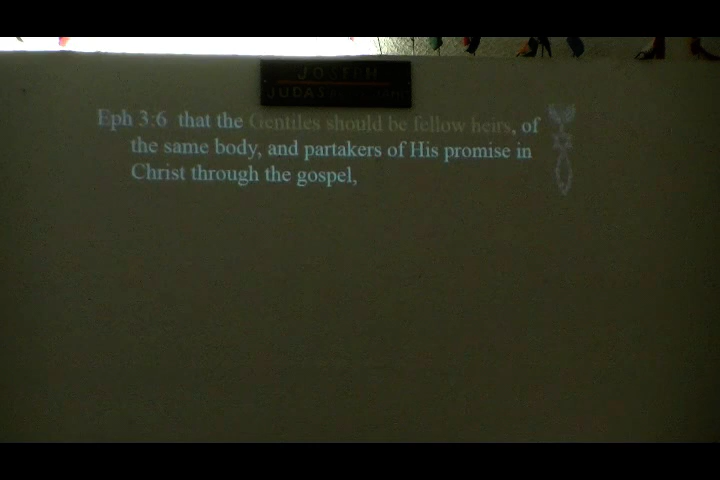 JOSEPH
JUDAS
Eph 3:6 that the Gentiles should be fellow heirs, of
the same body, and partakers of His promise in
Christ through the gospel,